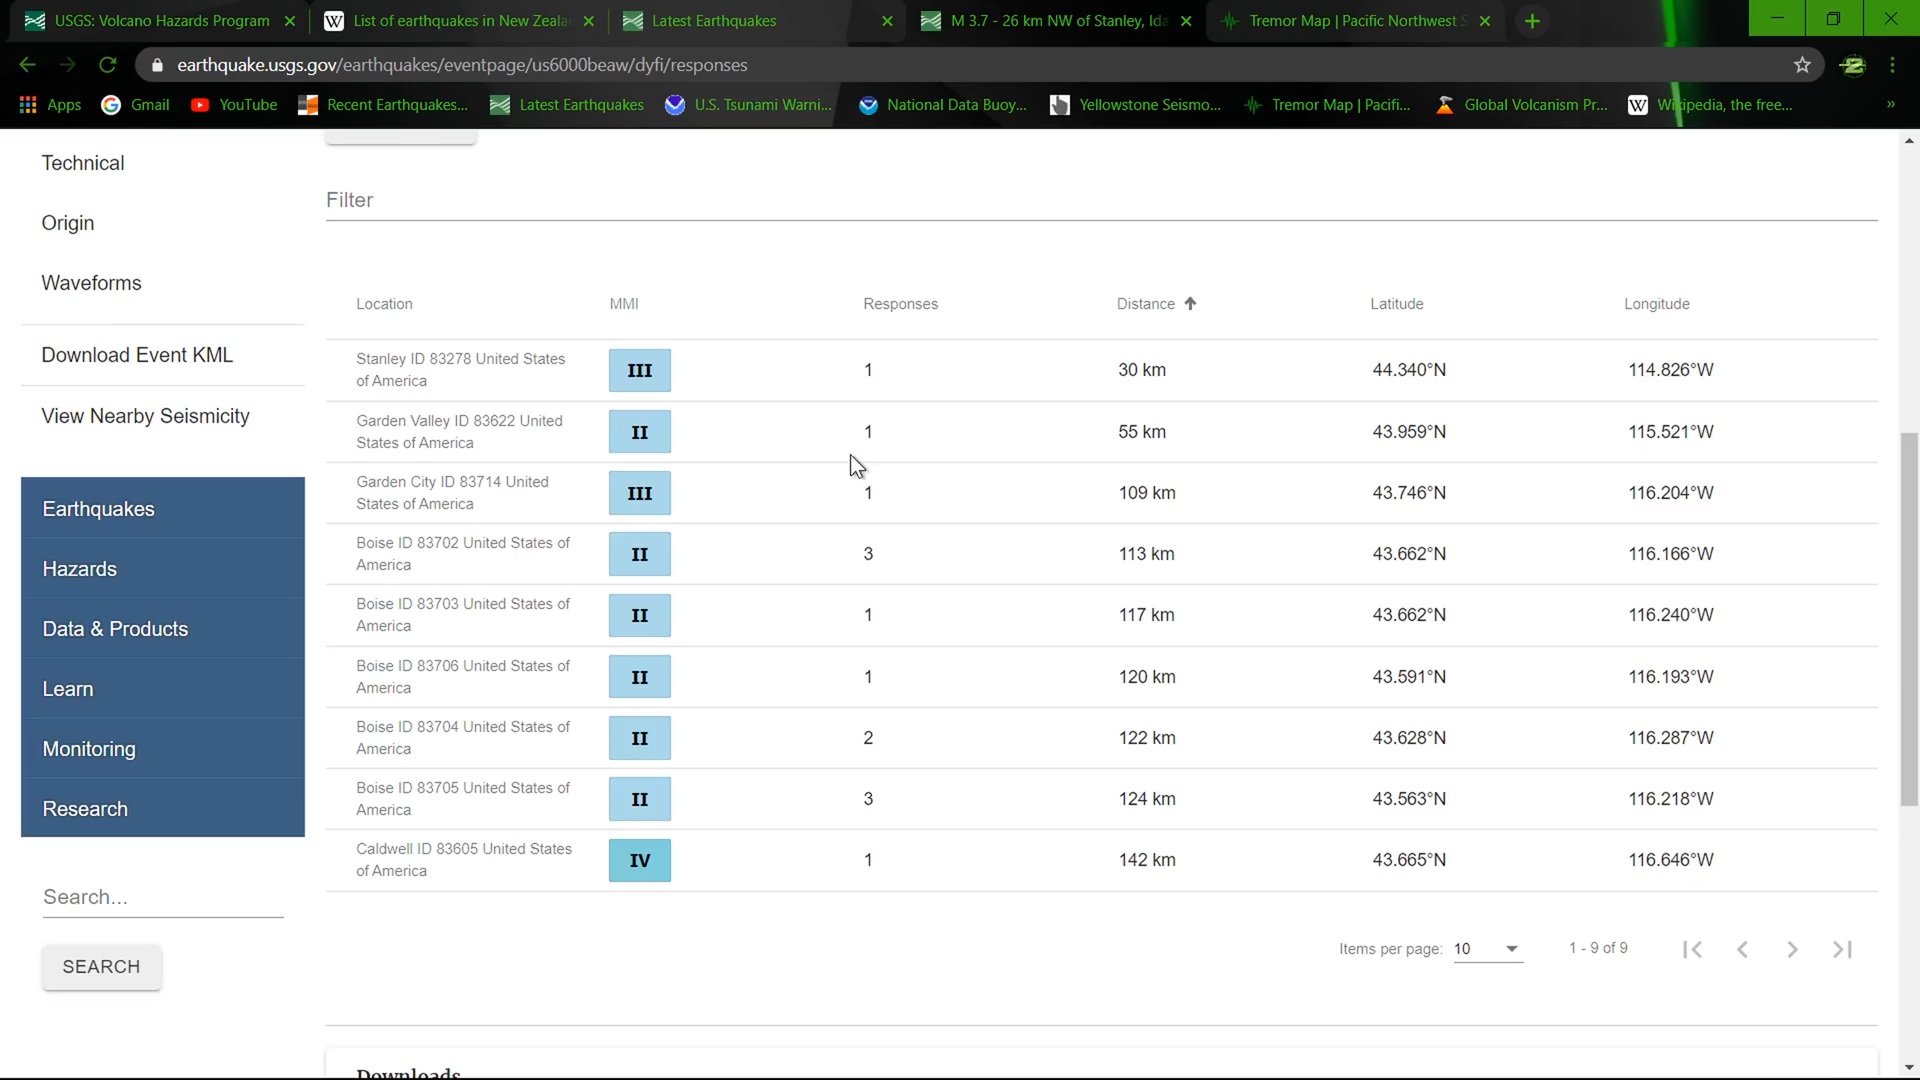 USGS: Volcano Hazards Program
List of earthquakes in New Zeala
Latest Earthquakes
M 3.7 - 26 km NW of Stanley, Ida
Tremor Map | Pacific Northwest S
earthquake.usgs.gov/earthquakes/eventpage/us6000beaw/dyfi/responses
Apps Gmail YouTube Recent Earthquakes... Latest Earthquakes U.S. Tsunami Warni... National Data Buoy... Yellowstone Seismo... Tremor Map | Pacifi... Global Volcanism Pr... Wikipedia, the free... »
Technical
Origin
Waveforms
Download Event KML
View Nearby Seismicity
Earthquakes
Hazards
Data & Products
Learn
Monitoring
Research
Search...
SEARCH
Filter
Location MMI Responses Distance Latitude Longitude
Stanley ID 83278 United States
of America
III 1 30 km 44.340°N 114.826°W
Garden Valley ID 83622 United
States of America
II 1 55 km 43.959°N 115.521°W
Garden City ID 83714 United
States of America
III 1 109 km 43.746°N 116.204°W
Boise ID 83702 United States of
America
II 3 113 km 43.662°N 116.166°W
Boise ID 83703 United States of
America
II 1 117 km 43.662°N 116.240°W
Boise ID 83706 United States of
America
II 1 120 km 43.591°N 116.193°W
Boise ID 83704 United States of
America
II 2 122 km 43.628°N 116.287°W
Boise ID 83705 United States of
America
II 3 124 km 43.563°N 116.218°W
Caldwell ID 83605 United States
of America
IV 1 142 km 43.665°N 116.646°W
Items per page: 10 1 - 9 of 9
Downloads